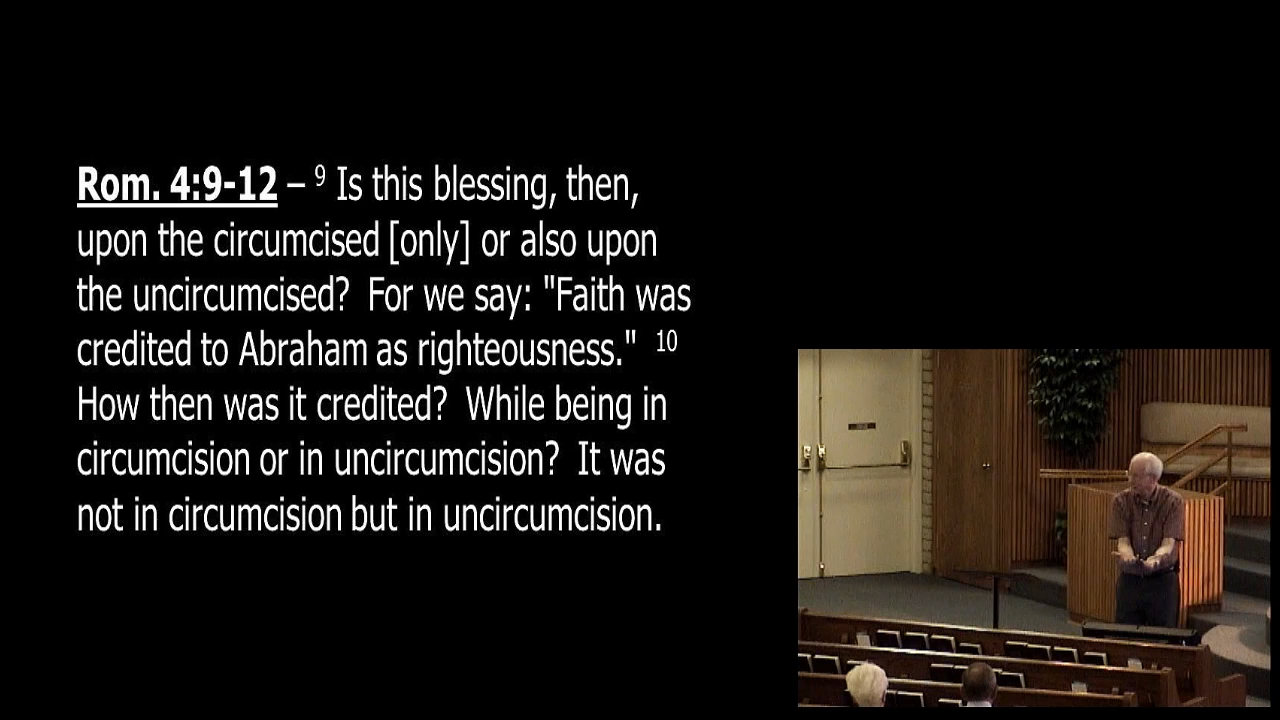 Rom. 4:9-12 – 9 Is this blessing, then,
upon the circumcised [only] or also upon
the uncircumcised?  For we say: "Faith was
credited to Abraham as righteousness."  10
How then was it credited?  While being in
circumcision or in uncircumcision?  It was
not in circumcision but in uncircumcision.